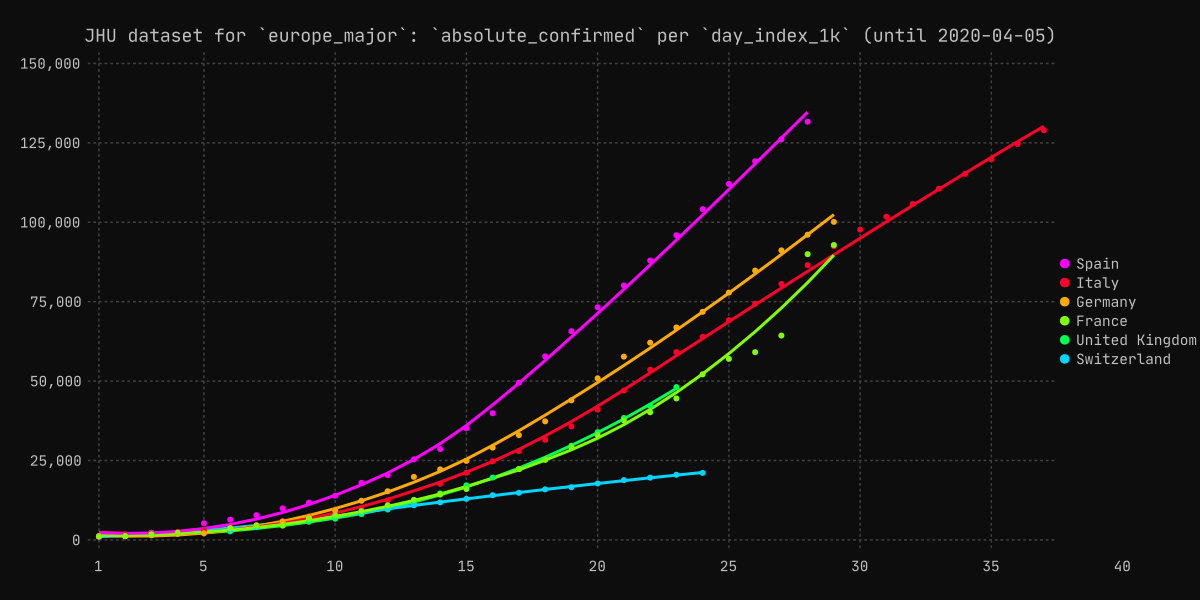 JHU dataset for `europe_major`: `absolute_confirmed` per `day_index_1k` (until 2020-04-05)
150,000
125,000
100,000
75,000
50,000
25,000
0
1 5 10 15 20 25 30 35 40
Spain
Italy
Germany
France
United Kingdom
Switzerland